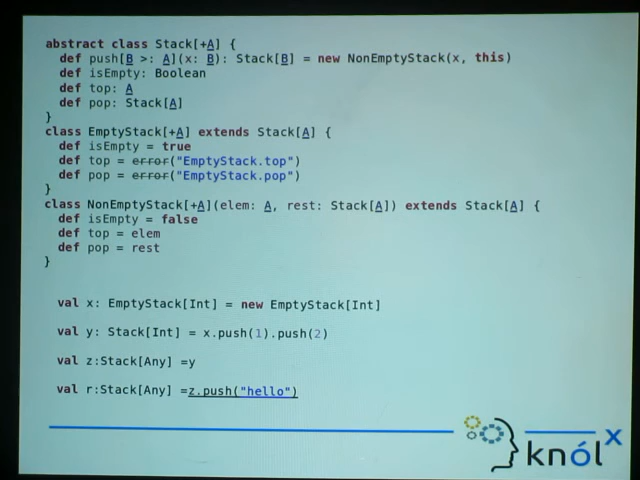 abstract class Stack[+A] {
def push[B >: A](x: B): Stack[B] = new NonEmptyStack(x, this)
def isEmpty: Boolean
def top: A
def pop: Stack[A]
}
class EmptyStack[+A] extends Stack[A] {
def isEmpty = true
def top = error("EmptyStack.top")
def pop = error("EmptyStack.pop")
}
class NonEmptyStack[+A](elem: A, rest: Stack[A]) extends Stack[A] {
def isEmpty = false
def top = elem
def pop = rest
}
val x: EmptyStack[Int] = new EmptyStack[Int]
val y: Stack[Int] = x.push(1).push(2)
val z:Stack[Any] =y
val r:Stack[Any] =z.push("hello")
knólx